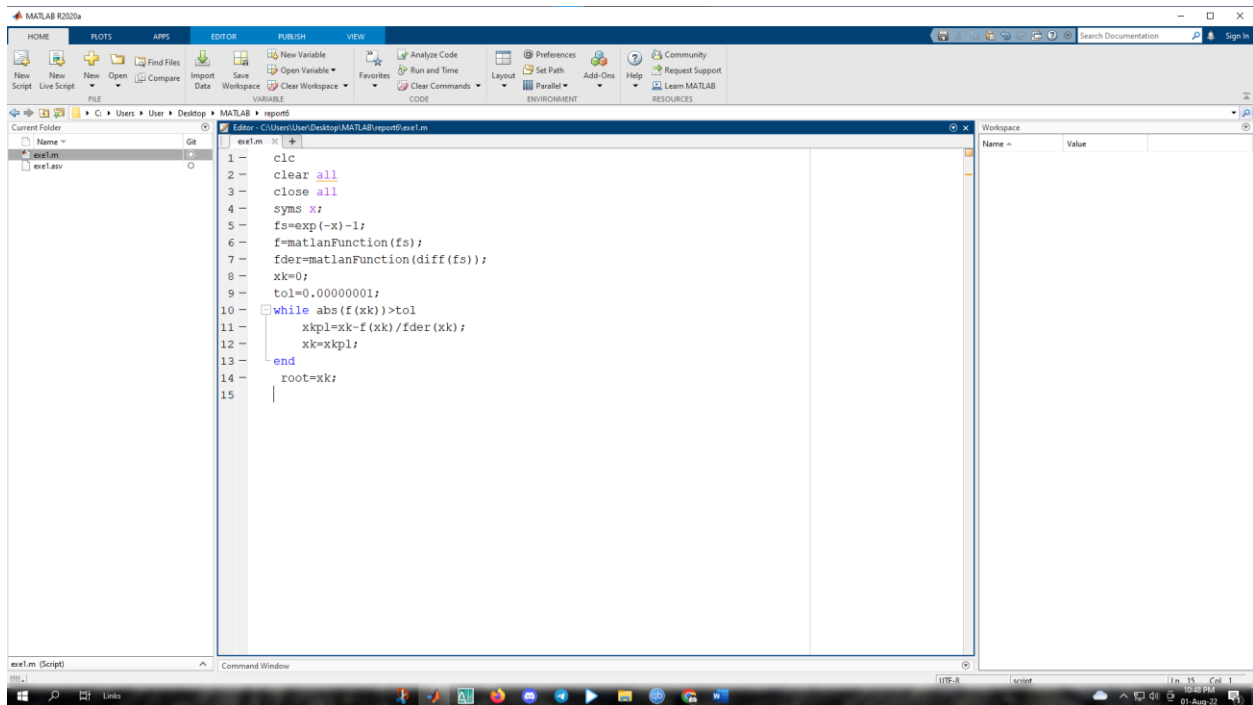 MATLAB R2020a
HOME PLOTS APPS EDITOR PUBLISH VIEW Search Documentation Sign In
New Script New Live Script New Open Find Files Compare Import Data Save Workspace New Variable Open Variable Clear Workspace Favorites Analyze Code Run and Time Clear Commands Layout Preferences Set Path Parallel Add-Ons Help Community Request Support Learn MATLAB
FILE VARIABLE CODE ENVIRONMENT RESOURCES
C: Users User Desktop MATLAB report6
Current Folder
Name Git
exe1.m
exe1.asv
Editor - C:\Users\User\Desktop\MATLAB\report6\exe1.m
exe1.m
1 clc
2 clear all
3 close all
4 syms x;
5 fs=exp(-x)-1;
6 f=matlanFunction(fs);
7 fder=matlanFunction(diff(fs));
8 xk=0;
9 tol=0.00000001;
10 while abs(f(xk))>tol
11 xkpl=xk-f(xk)/fder(xk);
12 xk=xkpl;
13 end
14 root=xk;
15
Workspace
Name Value
exe1.m (Script)
Command Window
UTF-8 script Ln 15 Col 1
Links
10:48 PM
01-Aug-22